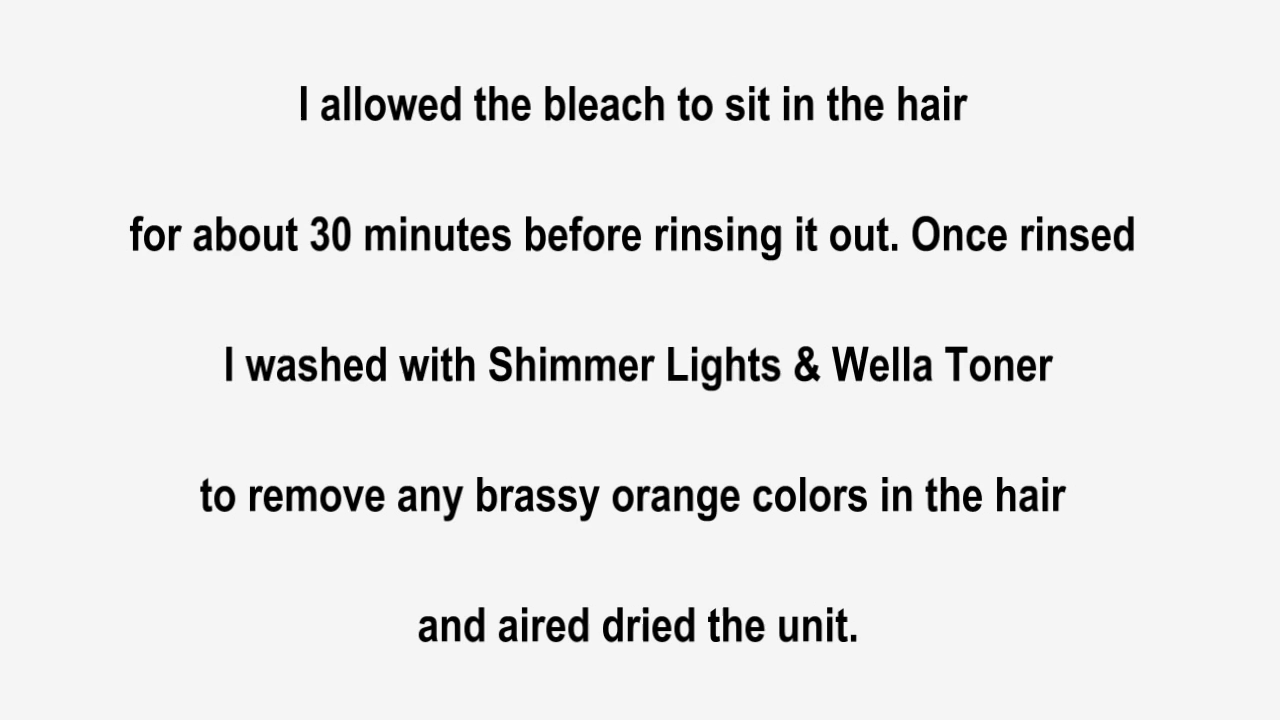 I allowed the bleach to sit in the hair
for about 30 minutes before rinsing it out. Once rinsed
I washed with Shimmer Lights & Wella Toner
to remove any brassy orange colors in the hair
and aired dried the unit.